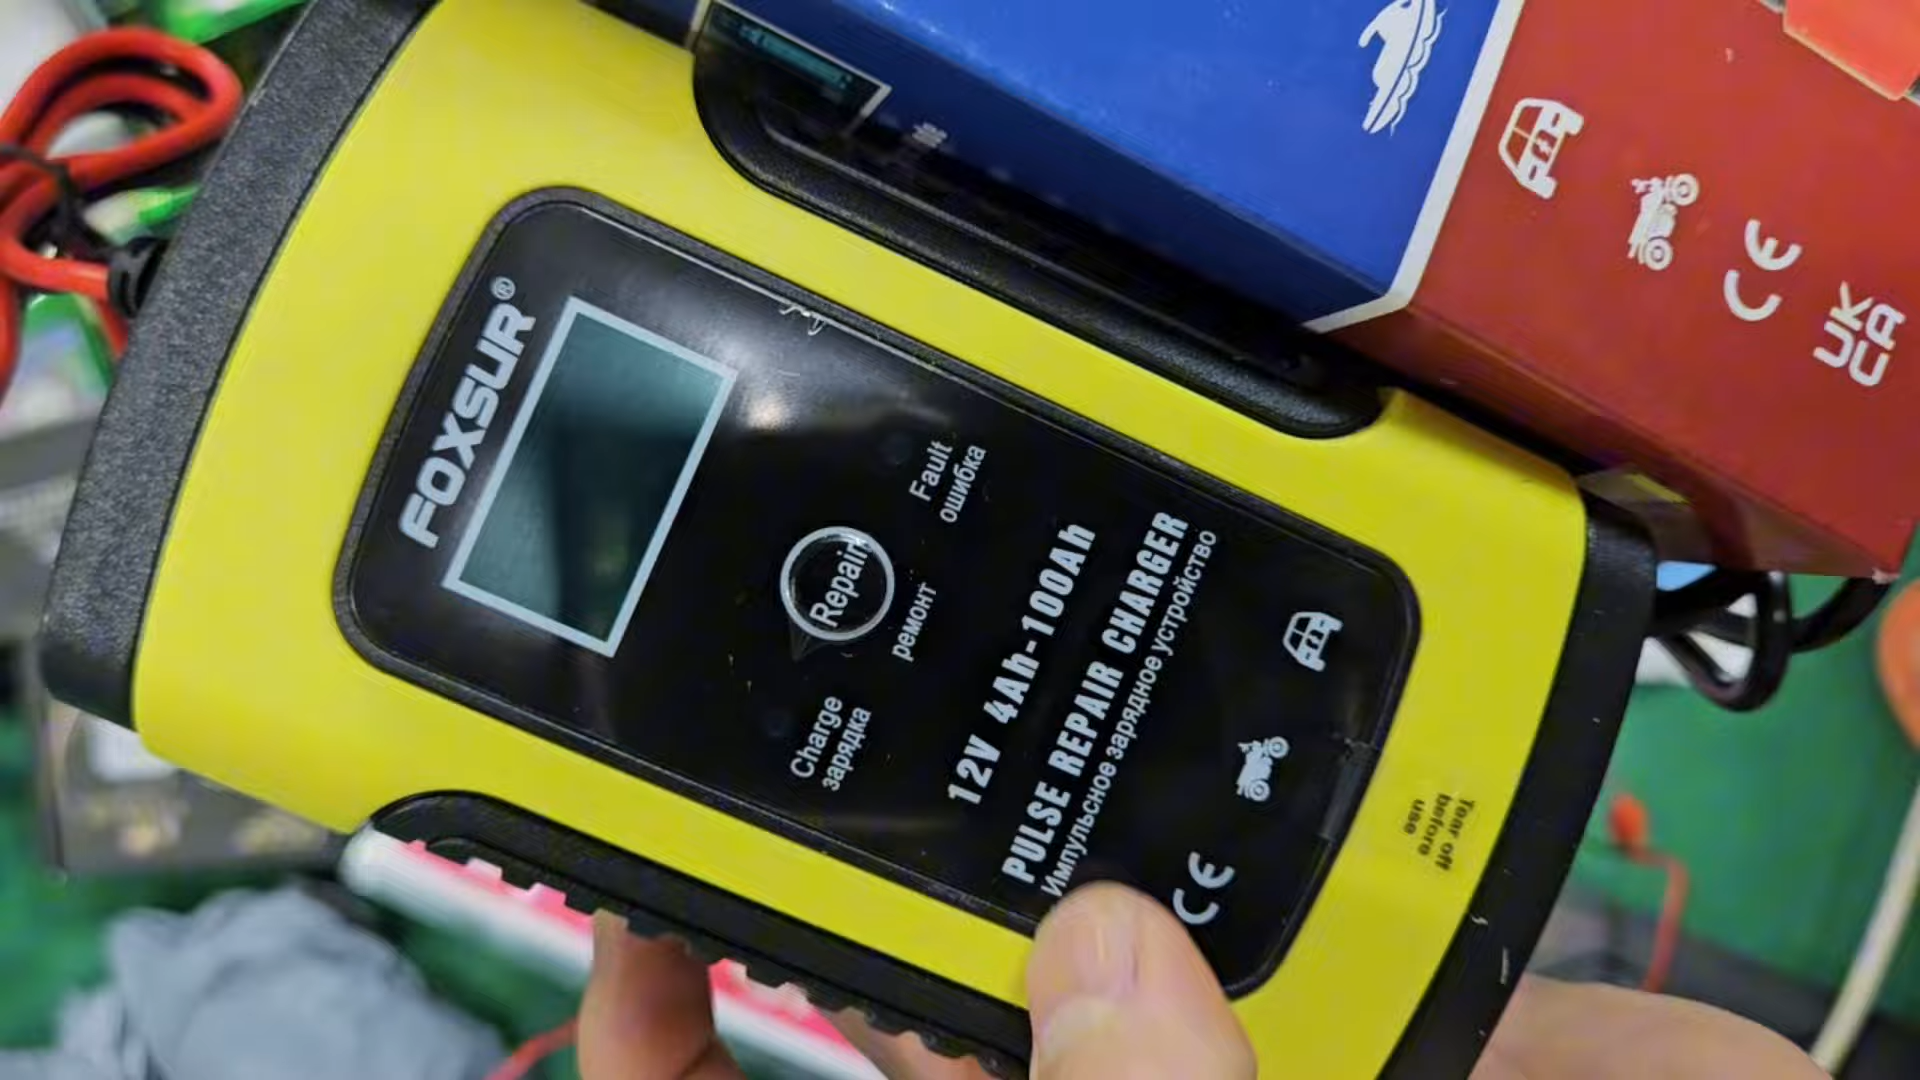 FOXSUR®
Fault
ошибка
Repair
ремонт
Charge
зарядка
12V 4Ah-100Ah
PULSE REPAIR CHARGER
Импульсное зарядное устройство
CE
Tear off
before
use
CE
UK
CA